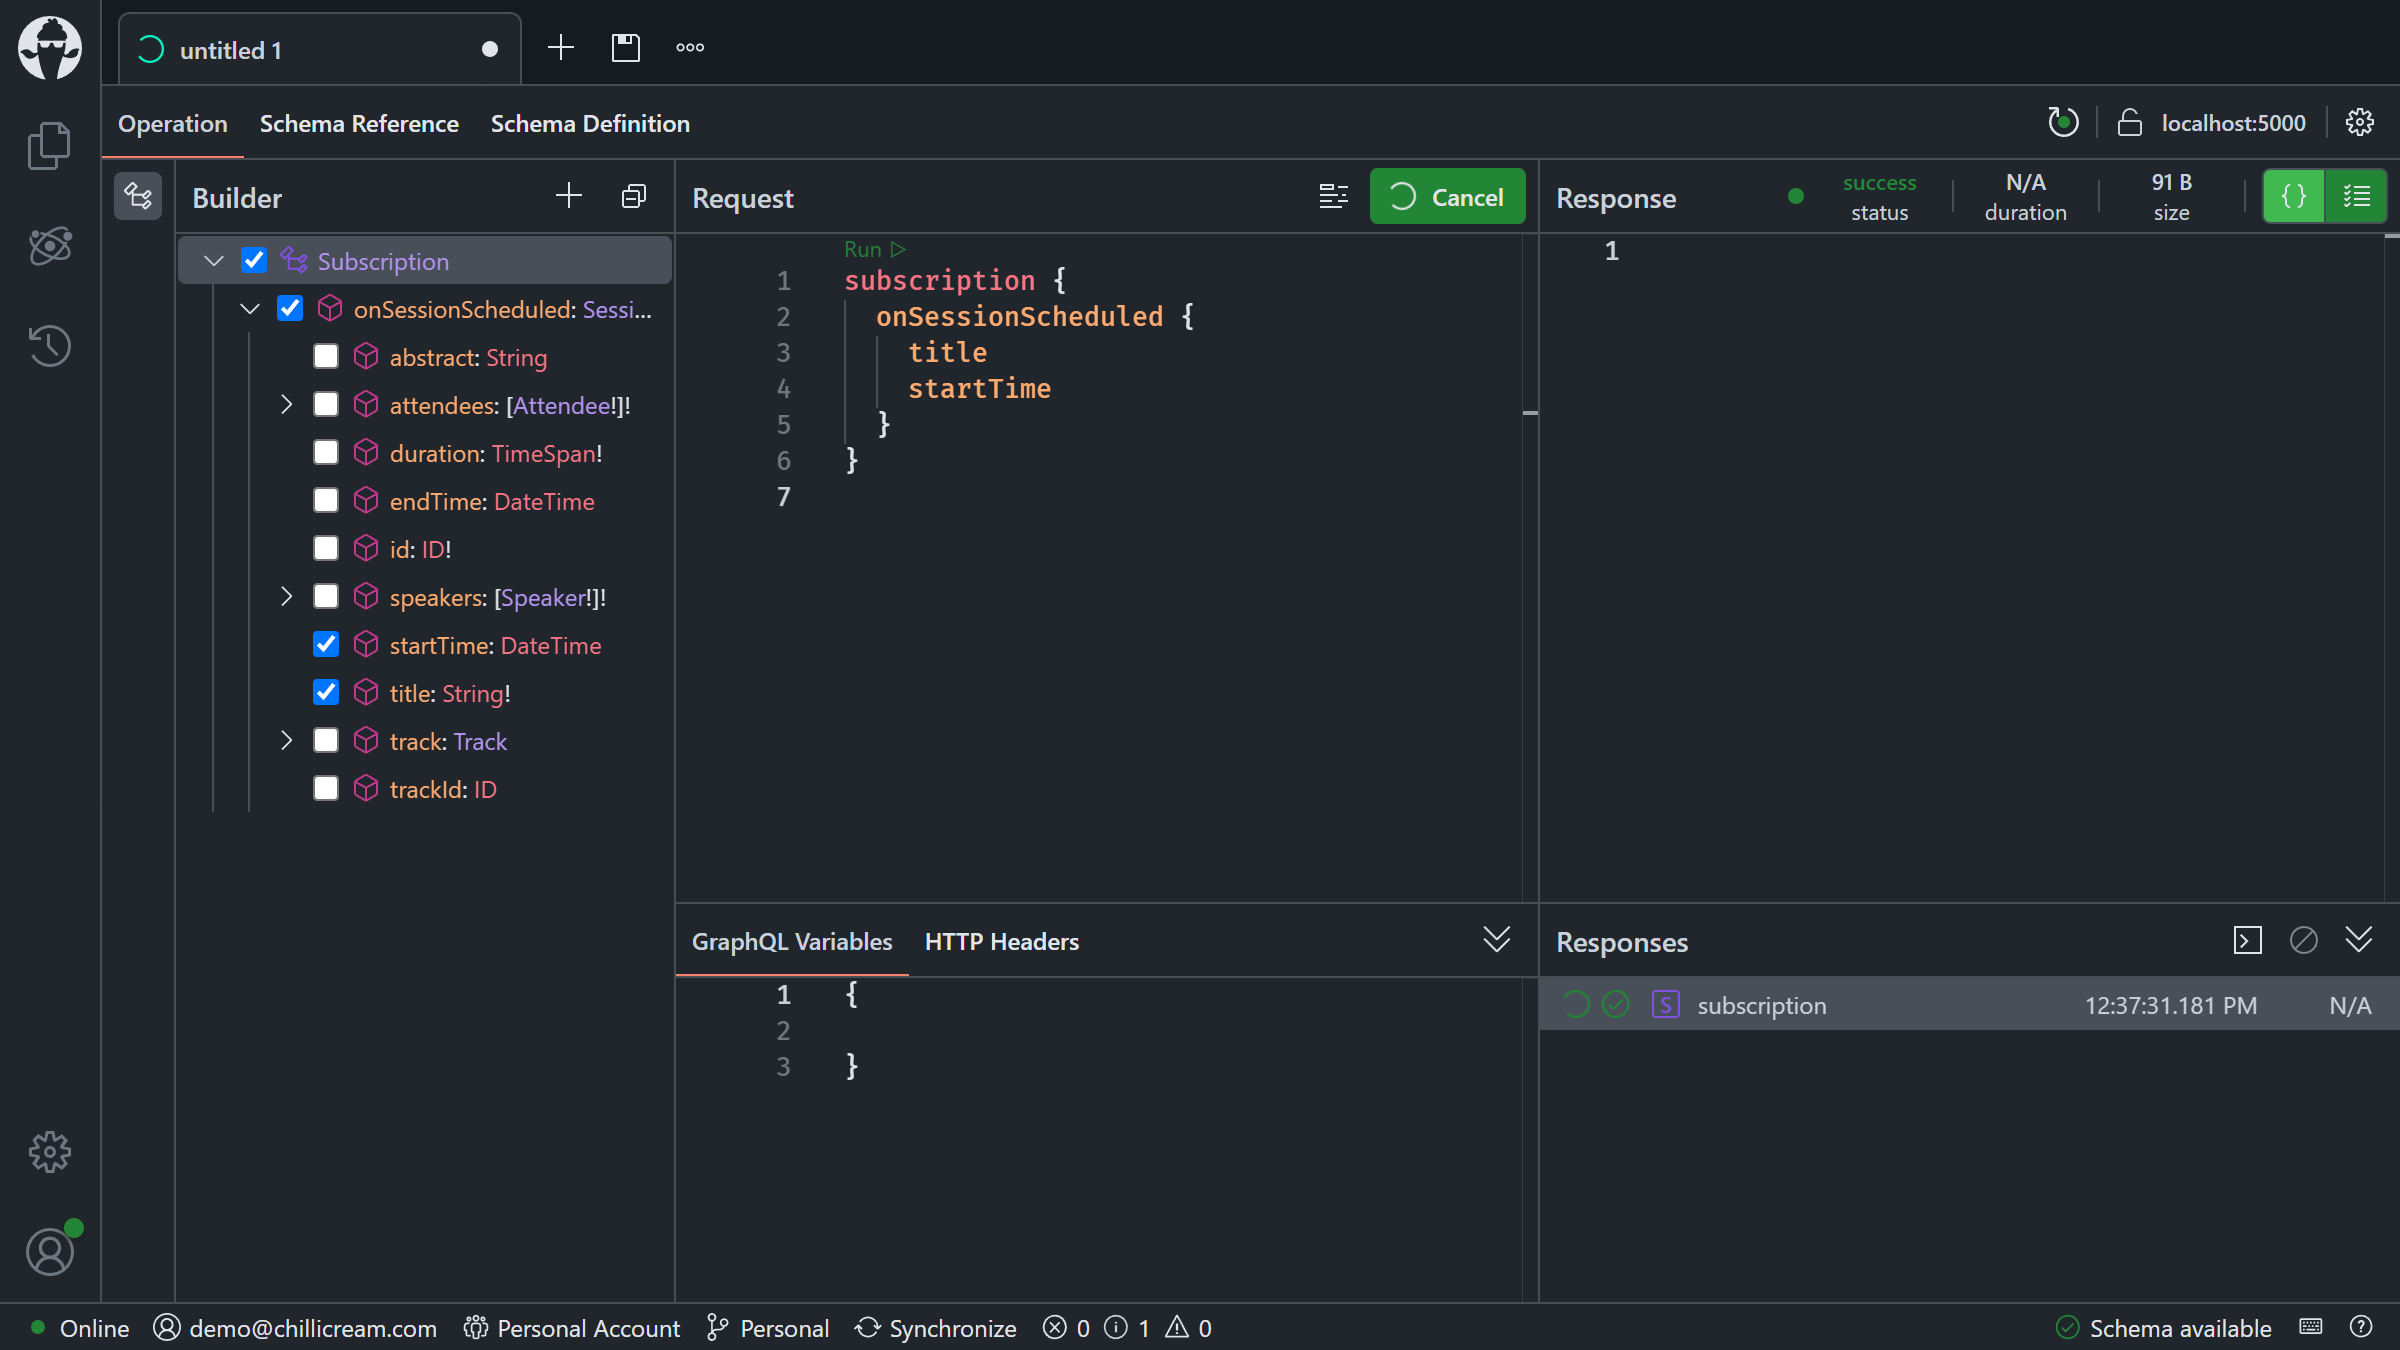 untitled 1
Operation Schema Reference Schema Definition
localhost:5000
Builder
Subscription
onSessionScheduled: Sessi...
abstract: String
attendees: [Attendee!]!
duration: TimeSpan!
endTime: DateTime
id: ID!
speakers: [Speaker!]!
startTime: DateTime
title: String!
track: Track
trackId: ID
Request
Cancel
Run
1 subscription {
2 onSessionScheduled {
3 title
4 startTime
5 }
6 }
7
GraphQL Variables HTTP Headers
1 {
2
3 }
Response
success
status
N/A
duration
91 B
size
{}
1
Responses
S subscription 12:37:31.181 PM N/A
Online demo@chillicream.com Personal Account Personal Synchronize 0 1 0
Schema available